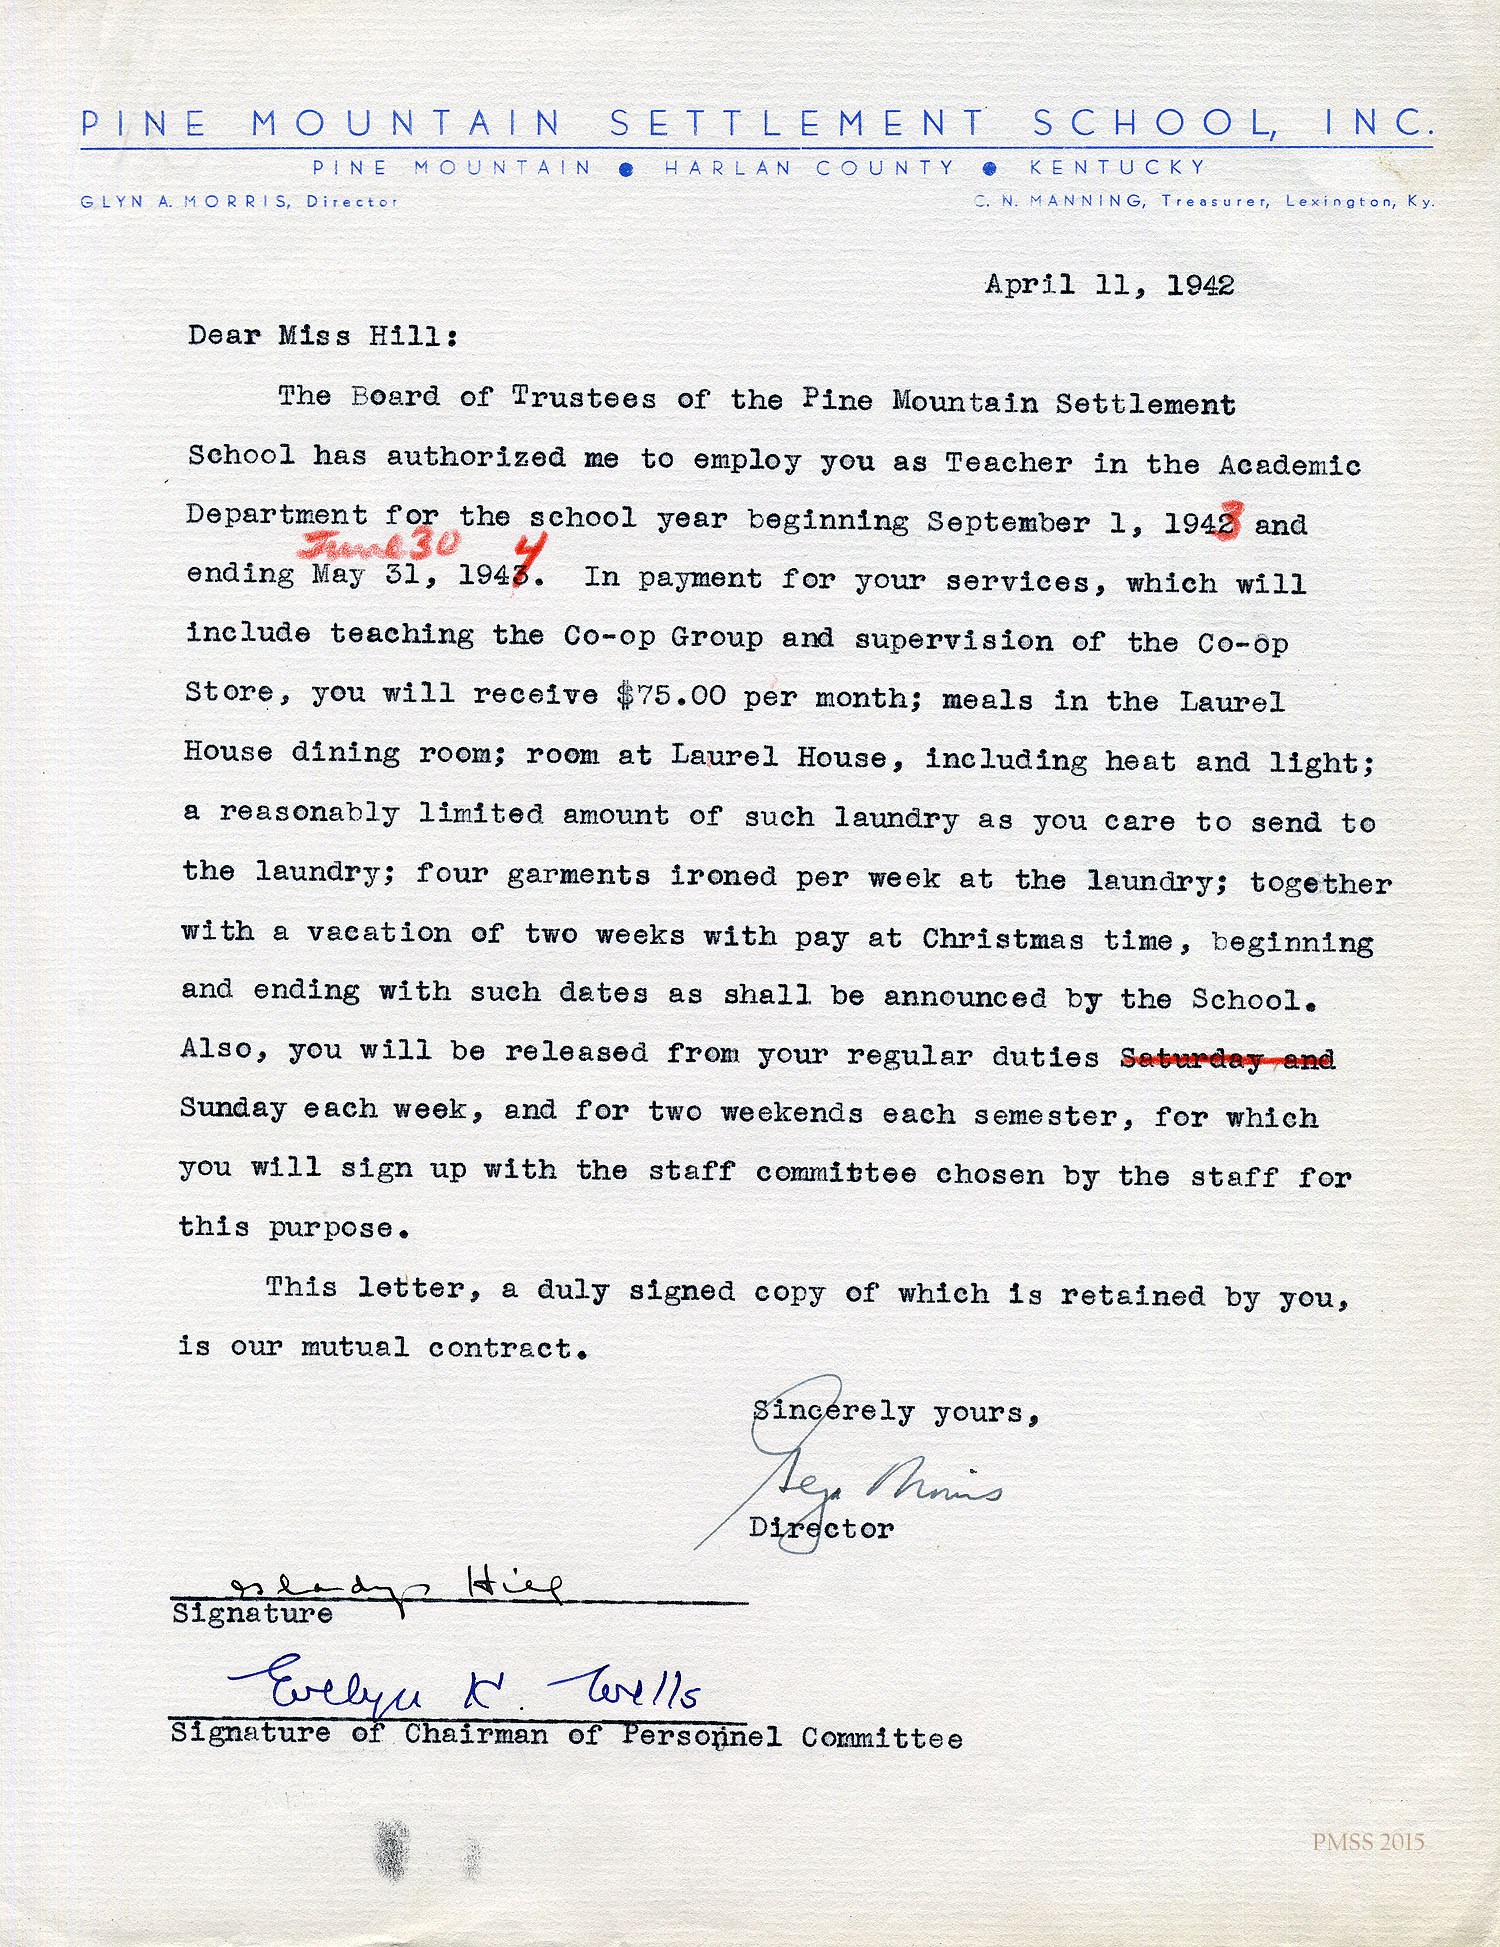 PINE MOUNTAIN SETTLEMENT SCHOOL, INC.
PINE MOUNTAIN ● HARLAN COUNTY ● KENTUCKY
GLYN A. MORRIS, Director C. N. MANNING, Treasurer, Lexington, Ky.
April 11, 1942
Dear Miss Hill:
The Board of Trustees of the Pine Mountain Settlement
School has authorized me to employ you as Teacher in the Academic
Department for the school year beginning September 1, 1943 and
June 30 4
ending May 31, 1943. In payment for your services, which will
include teaching the Co-op Group and supervision of the Co-op
Store, you will receive $75.00 per month; meals in the Laurel
House dining room; room at Laurel House, including heat and light;
a reasonably limited amount of such laundry as you care to send to
the laundry; four garments ironed per week at the laundry; together
with a vacation of two weeks with pay at Christmas time, beginning
and ending with such dates as shall be announced by the School.
Also, you will be released from your regular duties Saturday and
Sunday each week, and for two weekends each semester, for which
you will sign up with the staff committee chosen by the staff for
this purpose.
This letter, a duly signed copy of which is retained by you,
is our mutual contract.
Sincerely yours,
Morris
Director
Gladys Hill
Signature
Evelyn K. Wells
Signature of Chairman of Personnel Committee
PMSS 2015